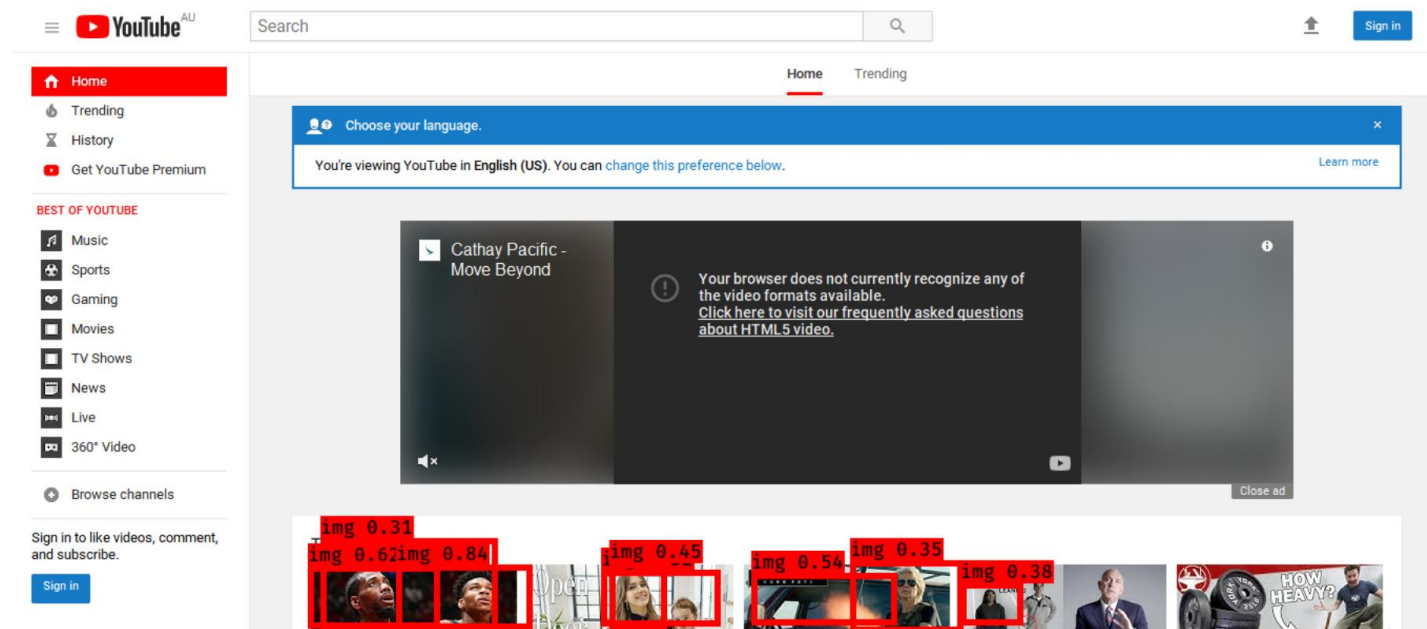 YouTube AU
Search
Sign in
Home
Trending
History
Get YouTube Premium
BEST OF YOUTUBE
Music
Sports
Gaming
Movies
TV Shows
News
Live
360° Video
Browse channels
Sign in to like videos, comment,
and subscribe.
Sign in
Home Trending
Choose your language.
×
You're viewing YouTube in English (US). You can change this preference below.
Learn more
Cathay Pacific -
Move Beyond
Your browser does not currently recognize any of
the video formats available.
Click here to visit our frequently asked questions
about HTML5 video.
Close ad
img 0.31
img 0.62 img 0.84
img 0.45
img 0.54
img 0.35
img 0.38
Open
HOW
HEAVY?